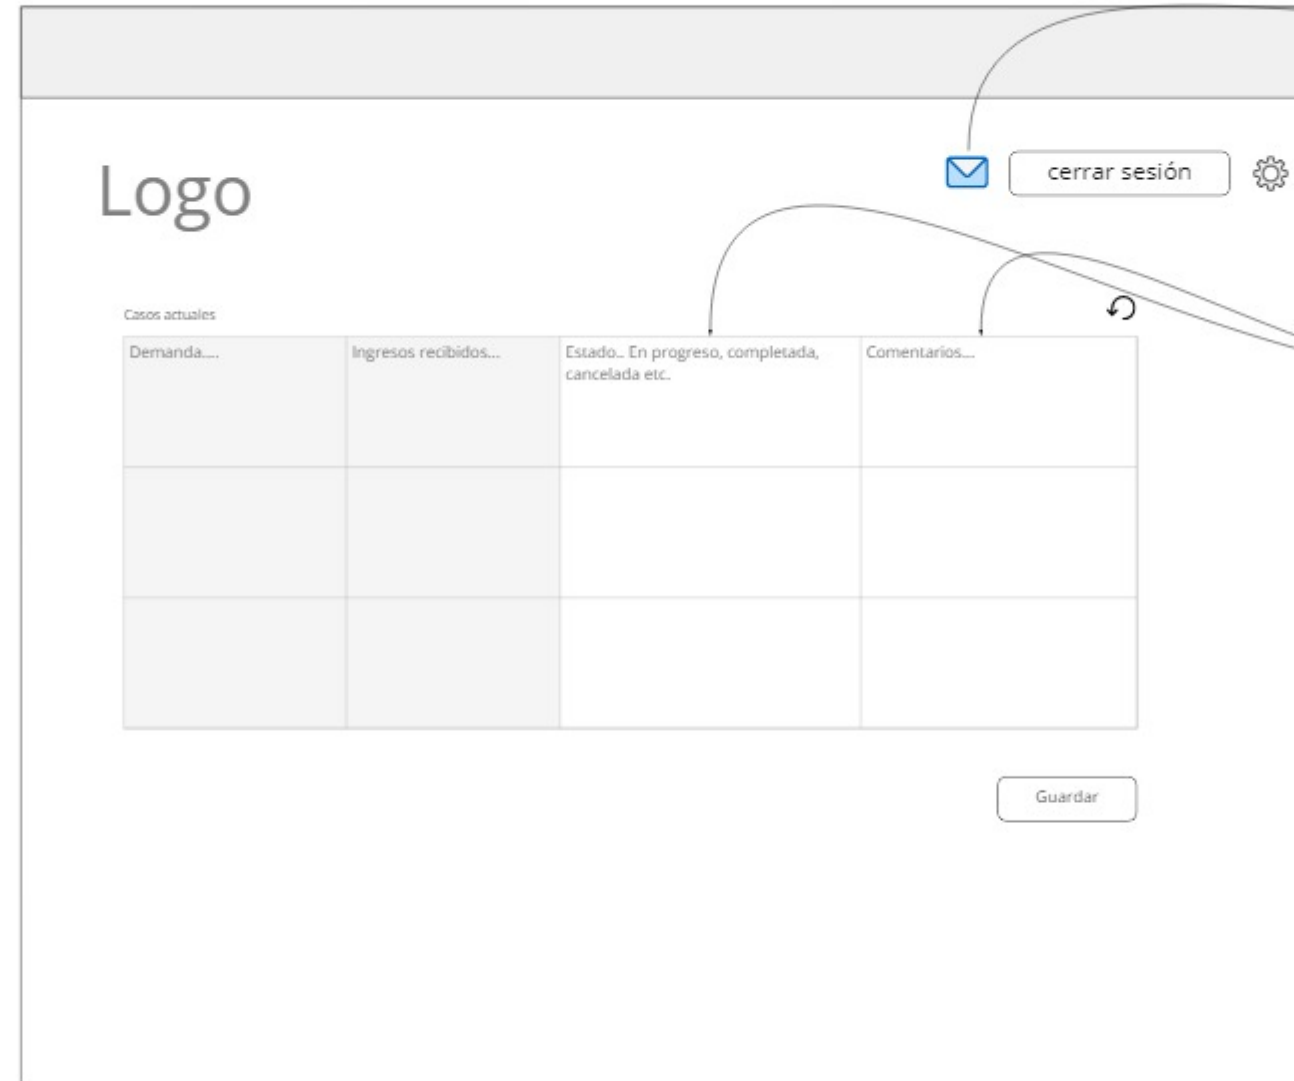 Logo
cerrar sesión
Casos actuales
Demanda....
Ingresos recibidos...
Estado.. En progreso, completada,
cancelada etc.
Comentarios...
Guardar